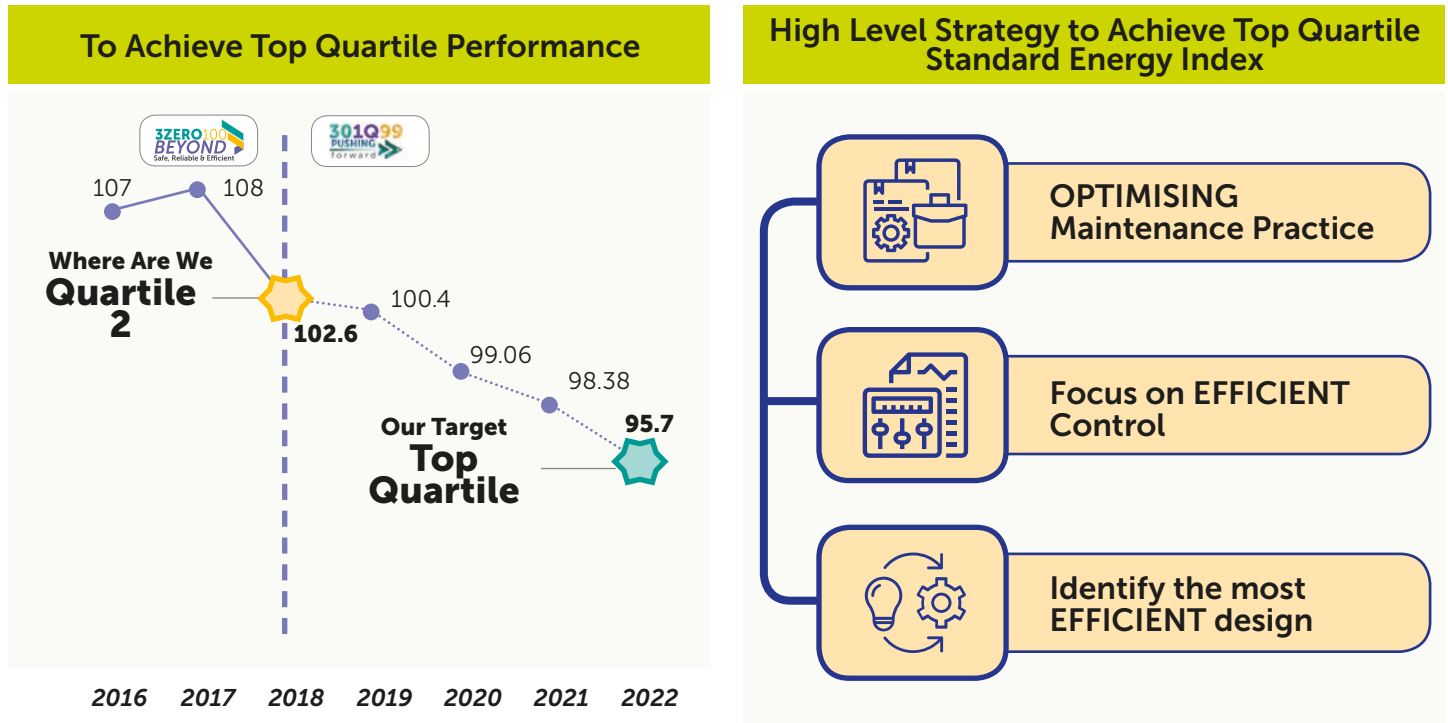 To Achieve Top Quartile Performance
3ZERO100
BEYOND
Safe, Reliable & Efficient
301Q99
PUSHING
forward
107
108
Where Are We
Quartile
2
102.6
100.4
99.06
98.38
95.7
Our Target
Top
Quartile
2016 2017 2018 2019 2020 2021 2022
High Level Strategy to Achieve Top Quartile
Standard Energy Index
OPTIMISING
Maintenance Practice
Focus on EFFICIENT
Control
Identify the most
EFFICIENT design